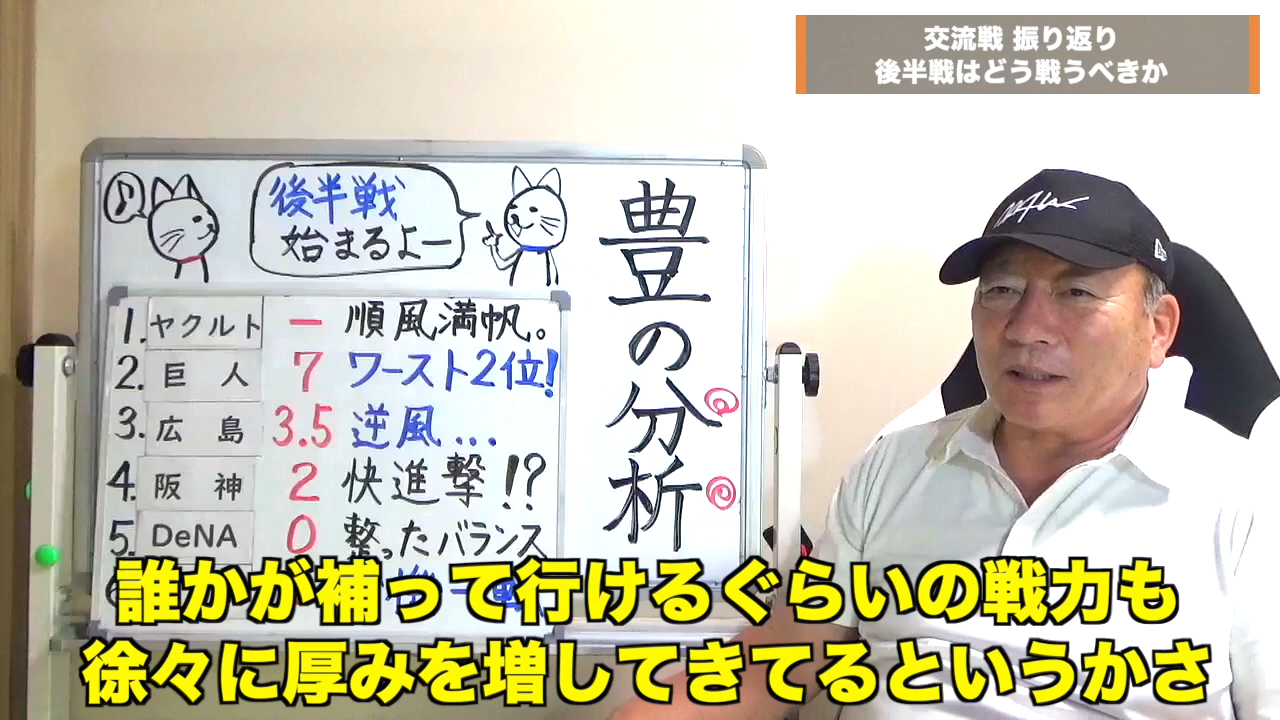 交流戦 振り返り
後半戦はどう戦うべきか
後半戦
始まるよー
豊の分析
1. ヤクルト ー 順風満帆。
2. 巨人 7 ワースト2位!
3. 広島 3.5 逆風...
4. 阪神 2 快進撃!?
5. DeNA 0 整ったバランス
誰かが補って行けるぐらいの戦力も
徐々に厚みを増してきてるというかさ